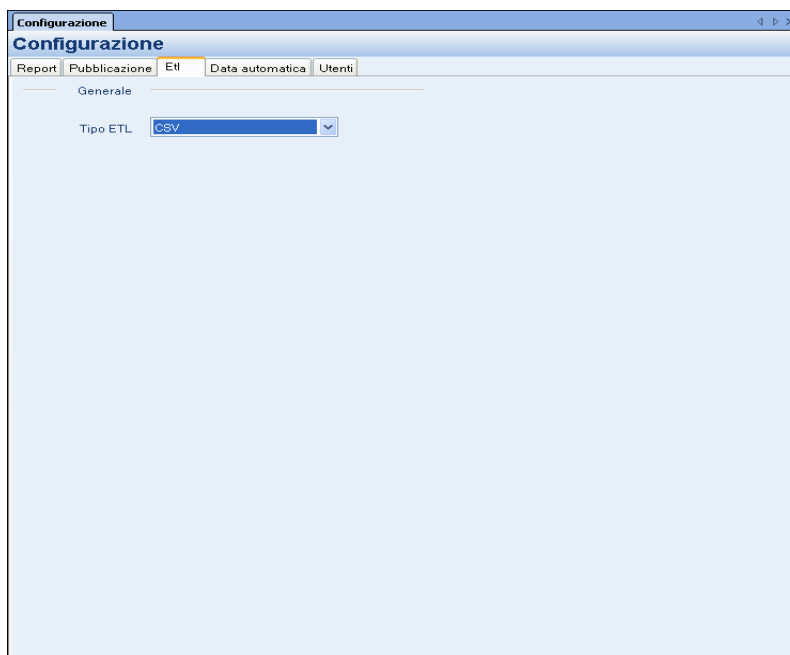 Configurazione
Configurazione
Report Pubblicazione Etl Data automatica Utenti
Generale
Tipo ETL CSV